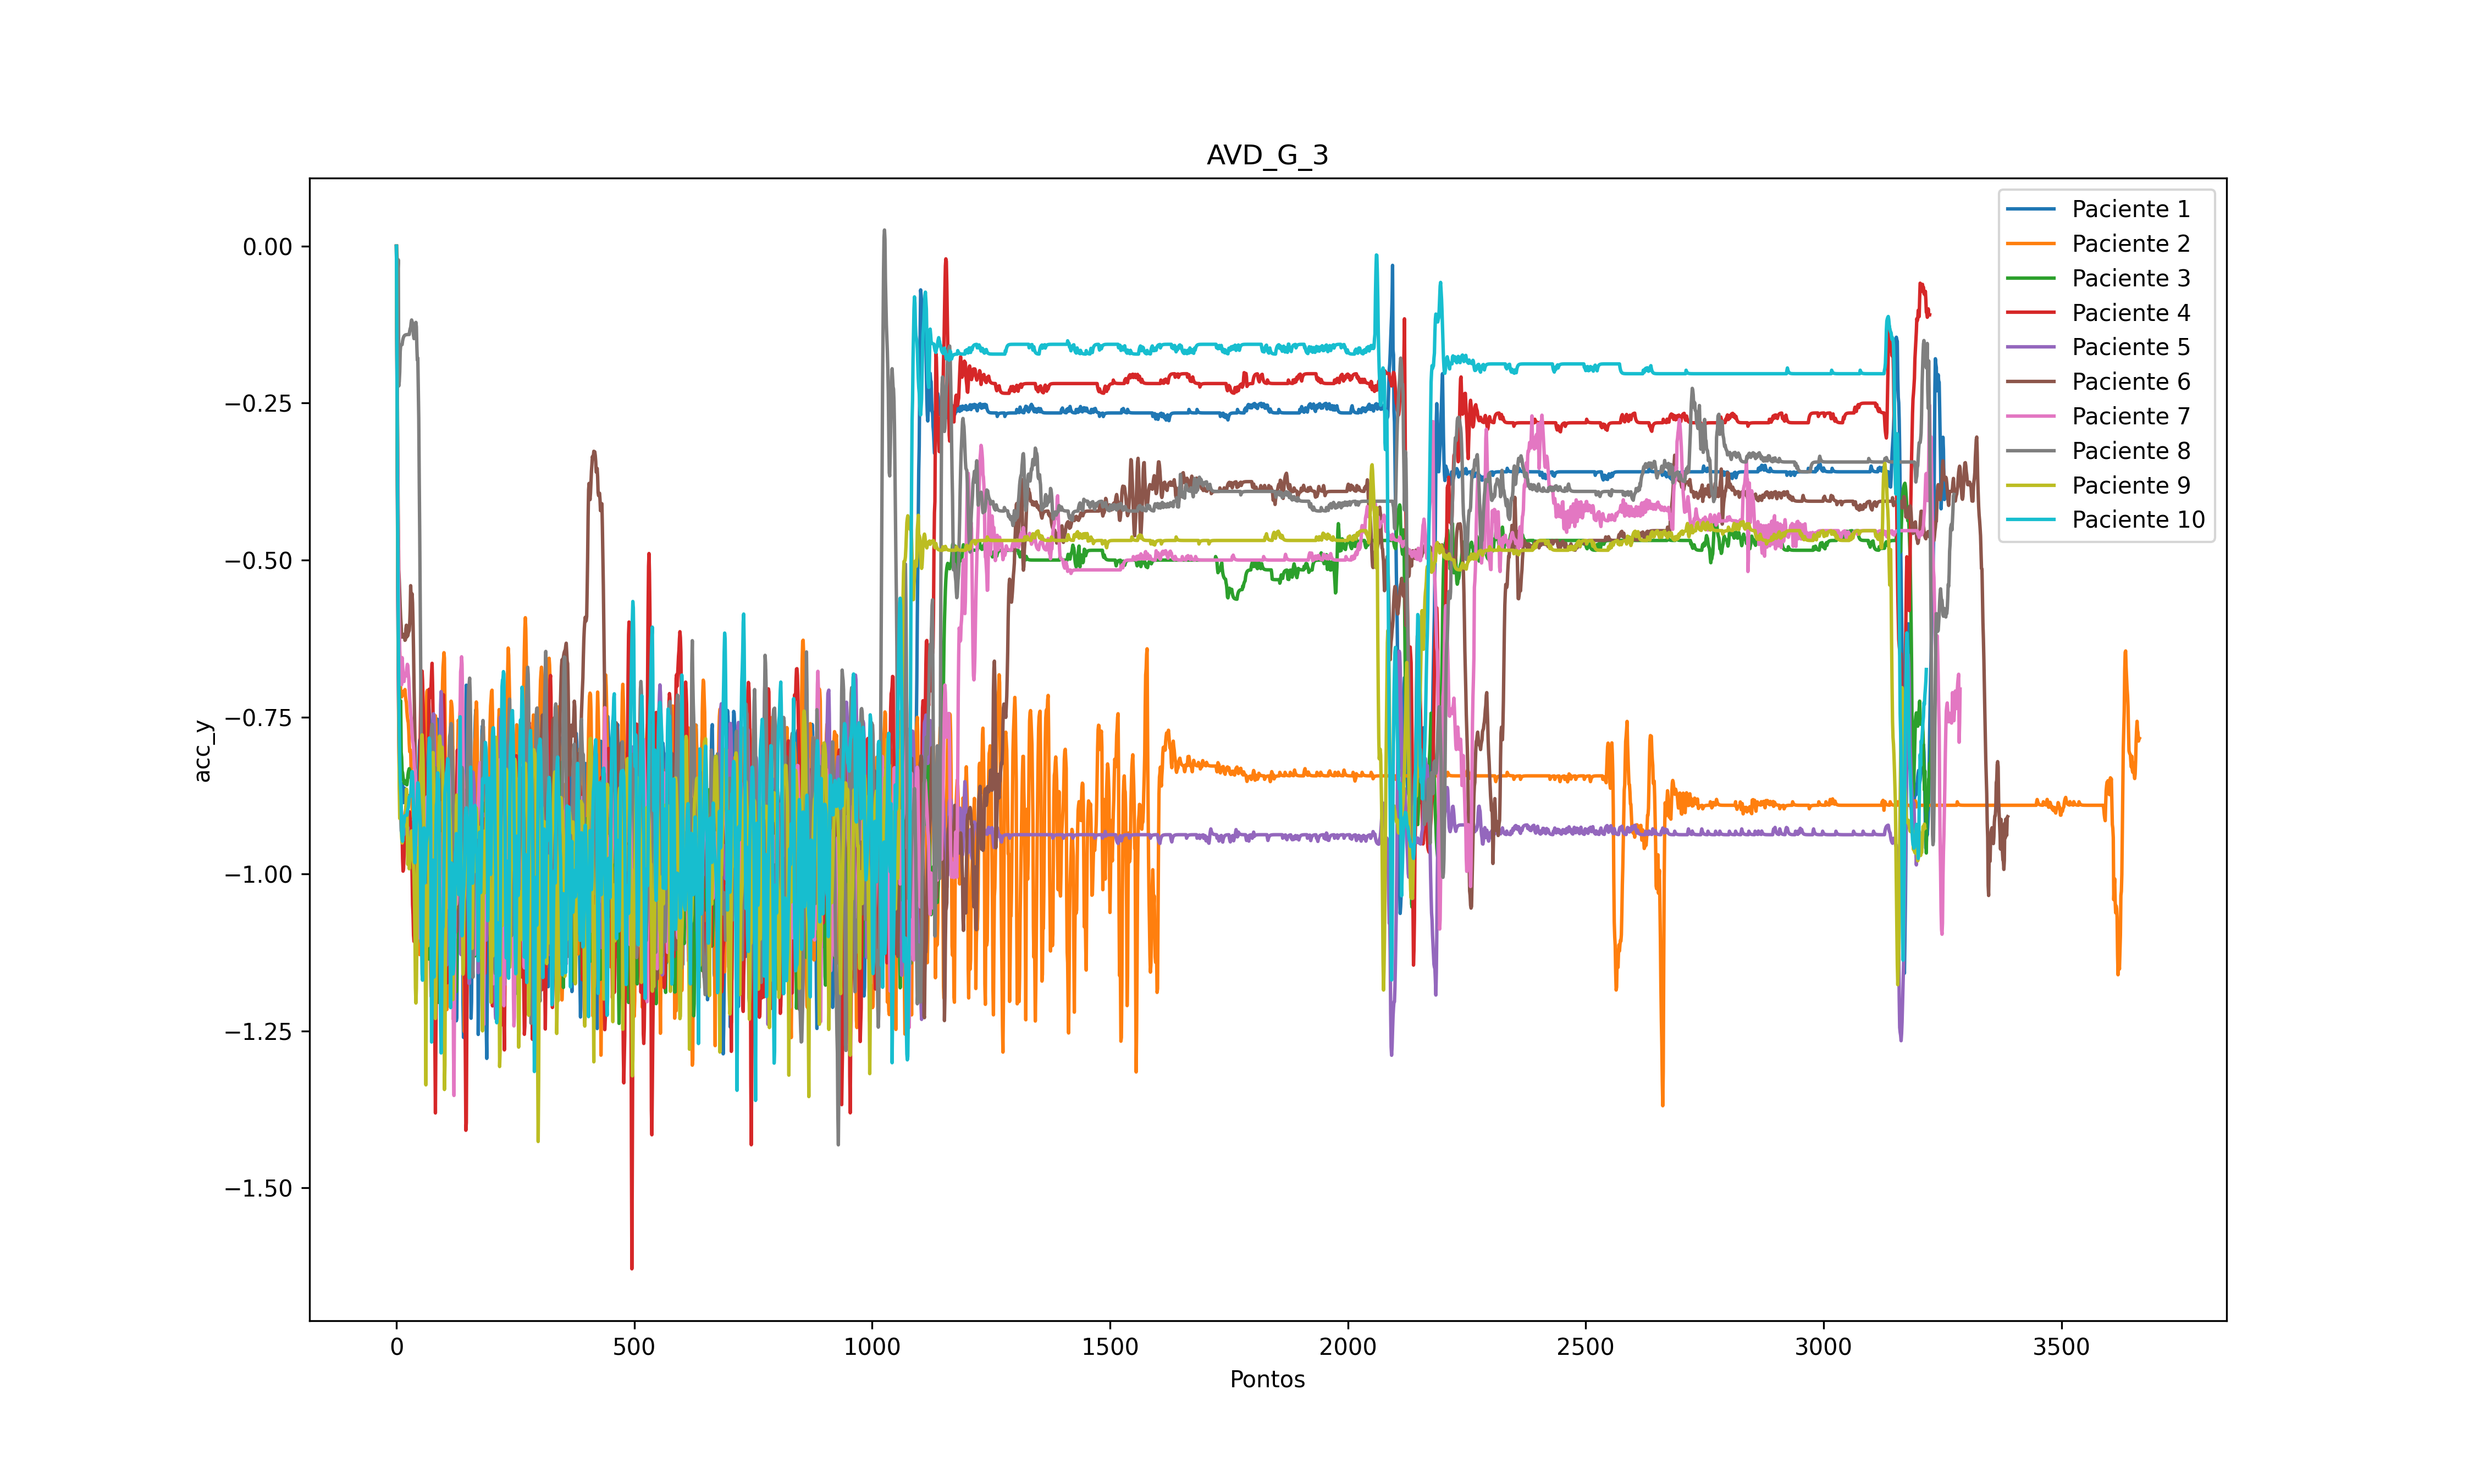 AVD_G_3
0.00
−0.25
−0.50
−0.75
−1.00
−1.25
−1.50
acc_y
0 500 1000 1500 2000 2500 3000 3500
Pontos
Paciente 1
Paciente 2
Paciente 3
Paciente 4
Paciente 5
Paciente 6
Paciente 7
Paciente 8
Paciente 9
Paciente 10